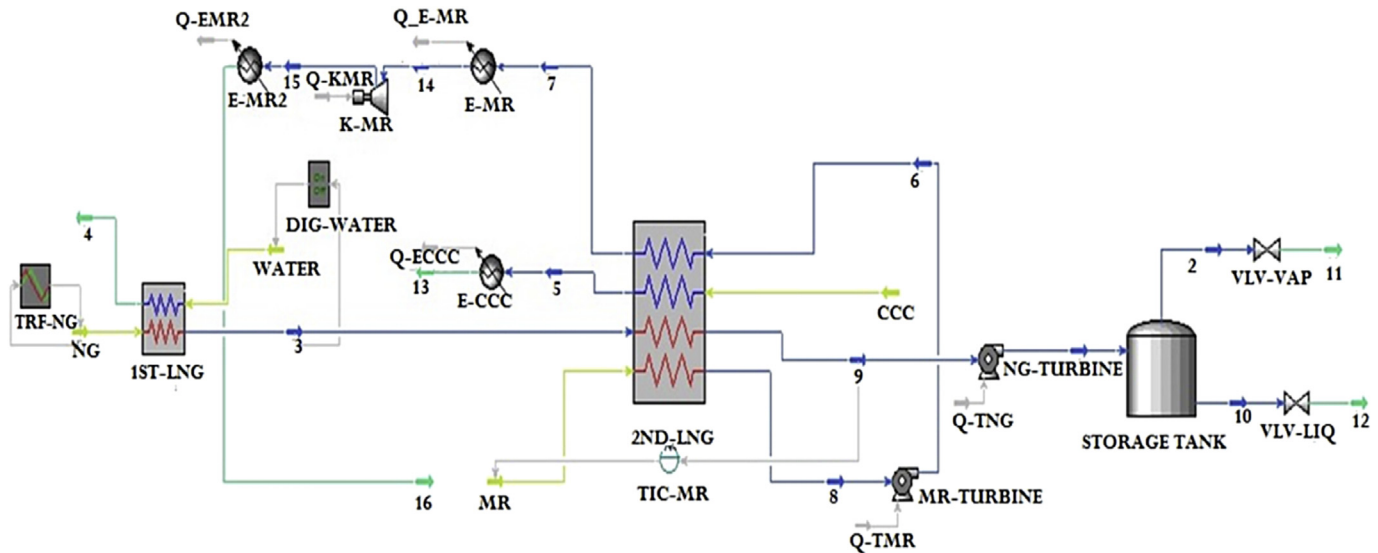 Q-EMR2
Q_E-MR
15
Q-KMR
14
7
E-MR2
E-MR
K-MR
6
DIG-WATER
4
WATER
Q-ECCC
2
VLV-VAP
11
13
E-CCC
5
CCC
TRF-NG
NG
1ST-LNG
3
9
NG-TURBINE
Q-TNG
10
VLV-LIQ
12
STORAGE TANK
2ND-LNG
TIC-MR
16
MR
8
MR-TURBINE
Q-TMR